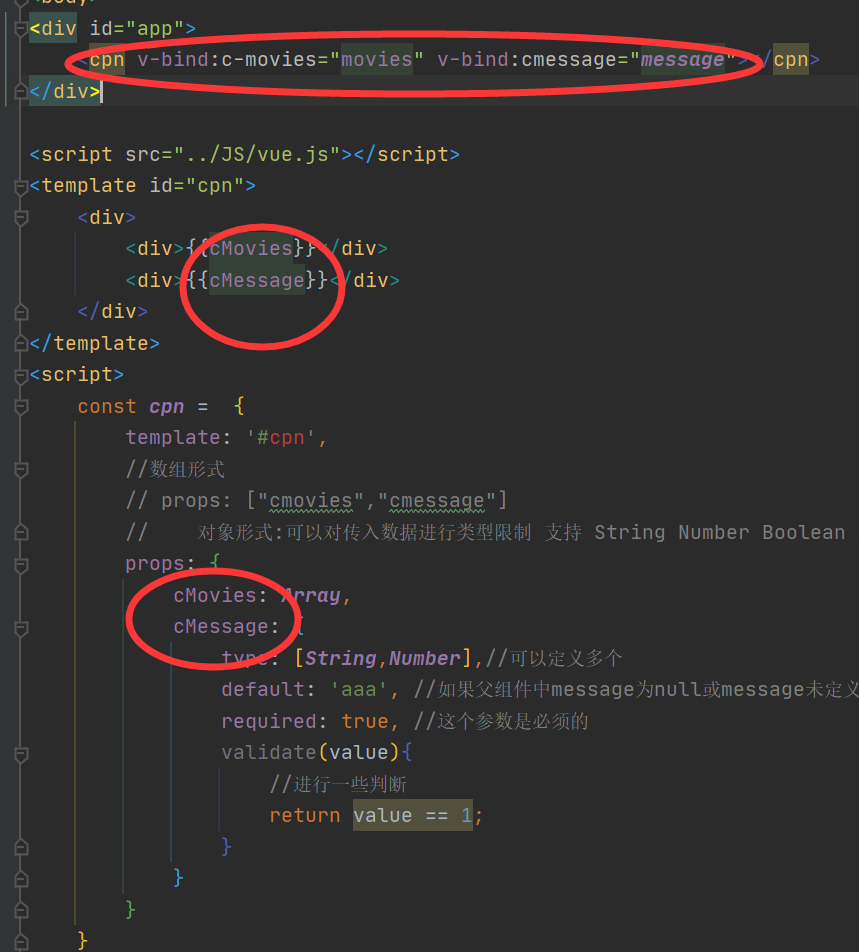 <div id="app">
<cpn v-bind:c-movies="movies" v-bind:cmessage="message"></cpn>
</div>
<script src="../JS/vue.js"></script>
<template id="cpn">
<div>
<div>{{cMovies}}</div>
<div>{{cMessage}}</div>
</div>
</template>
<script>
const cpn = {
template: '#cpn',
//数组形式
// props: ["cmovies","cmessage"]
// 对象形式:可以对传入数据进行类型限制 支持 String Number Boolean
props: {
cMovies: Array,
cMessage: {
type: [String,Number],//可以定义多个
default: 'aaa', //如果父组件中message为null或message未定义
required: true, //这个参数是必须的
validate(value){
//进行一些判断
return value == 1;
}
}
}
}